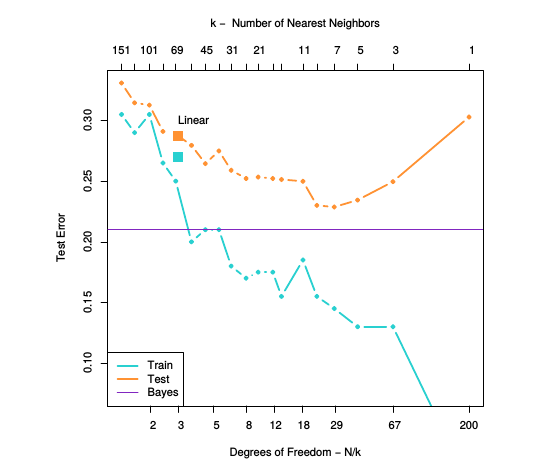 k − Number of Nearest Neighbors
151 101 69 45 31 21 11 7 5 3 1
0.30
0.25
0.20
0.15
0.10
Test Error
Linear
Train
Test
Bayes
2 3 5 8 12 18 29 67 200
Degrees of Freedom − N/k